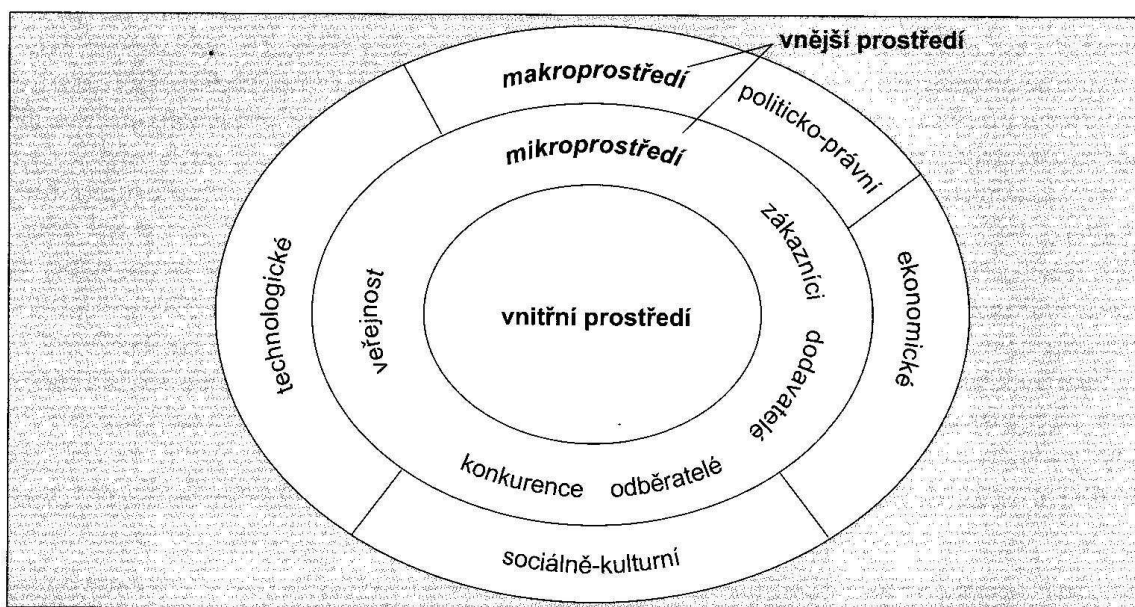 vnější prostředí
makroprostředí
politicko-právní
mikroprostředí
zákazníci
ekonomické
technologické
veřejnost
vnitřní prostředí
dodavatelé
konkurence odběratelé
sociálně-kulturní